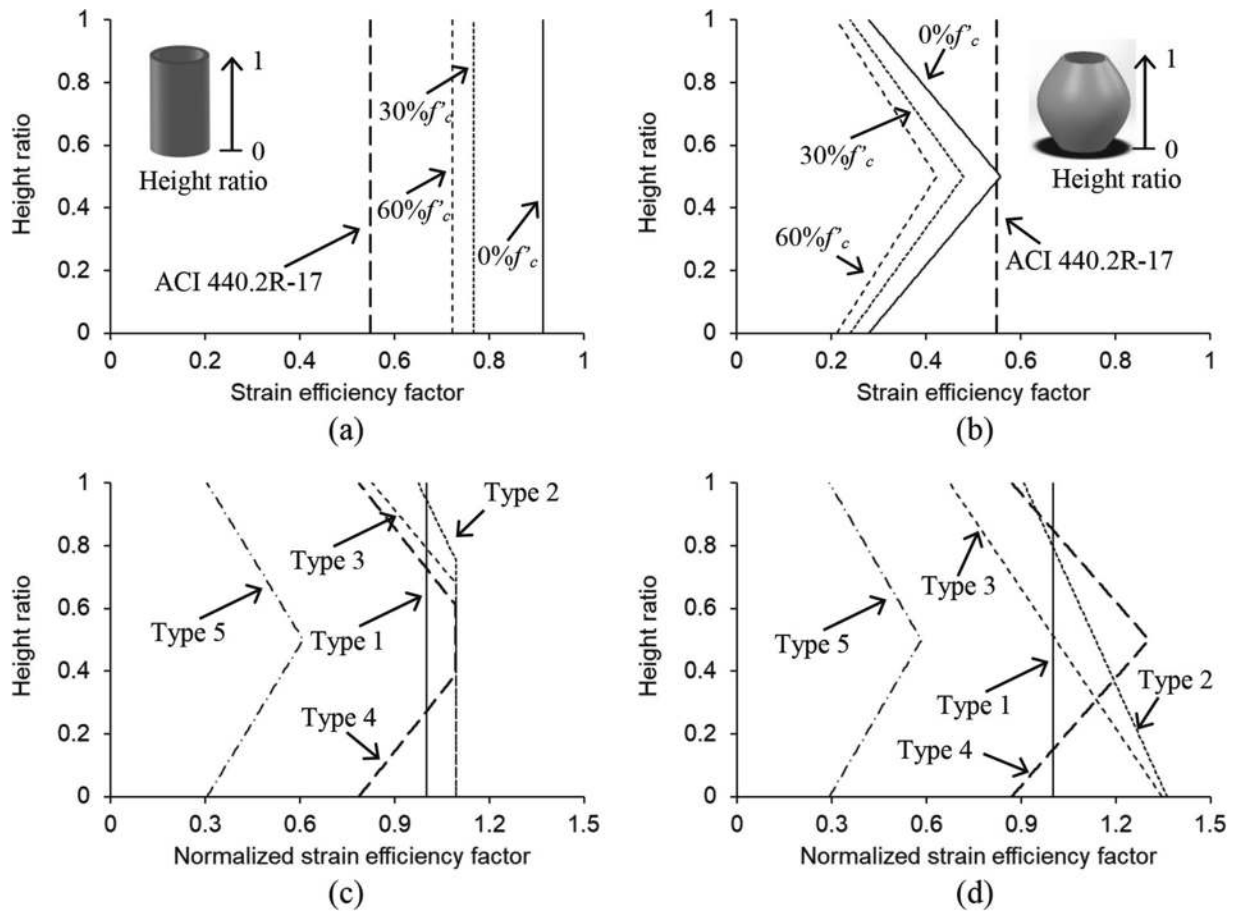 1
0.8
0.6
0.4
0.2
0
Height ratio
1
0
Height ratio
30%f'c
60%f'c
0%f'c
ACI 440.2R-17
0 0.2 0.4 0.6 0.8 1
Strain efficiency factor
(a)
1
0.8
0.6
0.4
0.2
0
Height ratio
0%f'c
30%f'c
60%f'c
1
0
Height ratio
ACI 440.2R-17
0 0.2 0.4 0.6 0.8 1
Strain efficiency factor
(b)
1
0.8
0.6
0.4
0.2
0
Height ratio
Type 2
Type 3
Type 5
Type 1
Type 4
0 0.3 0.6 0.9 1.2 1.5
Normalized strain efficiency factor
(c)
1
0.8
0.6
0.4
0.2
0
Height ratio
Type 3
Type 5
Type 1
Type 2
Type 4
0 0.3 0.6 0.9 1.2 1.5
Normalized strain efficiency factor
(d)